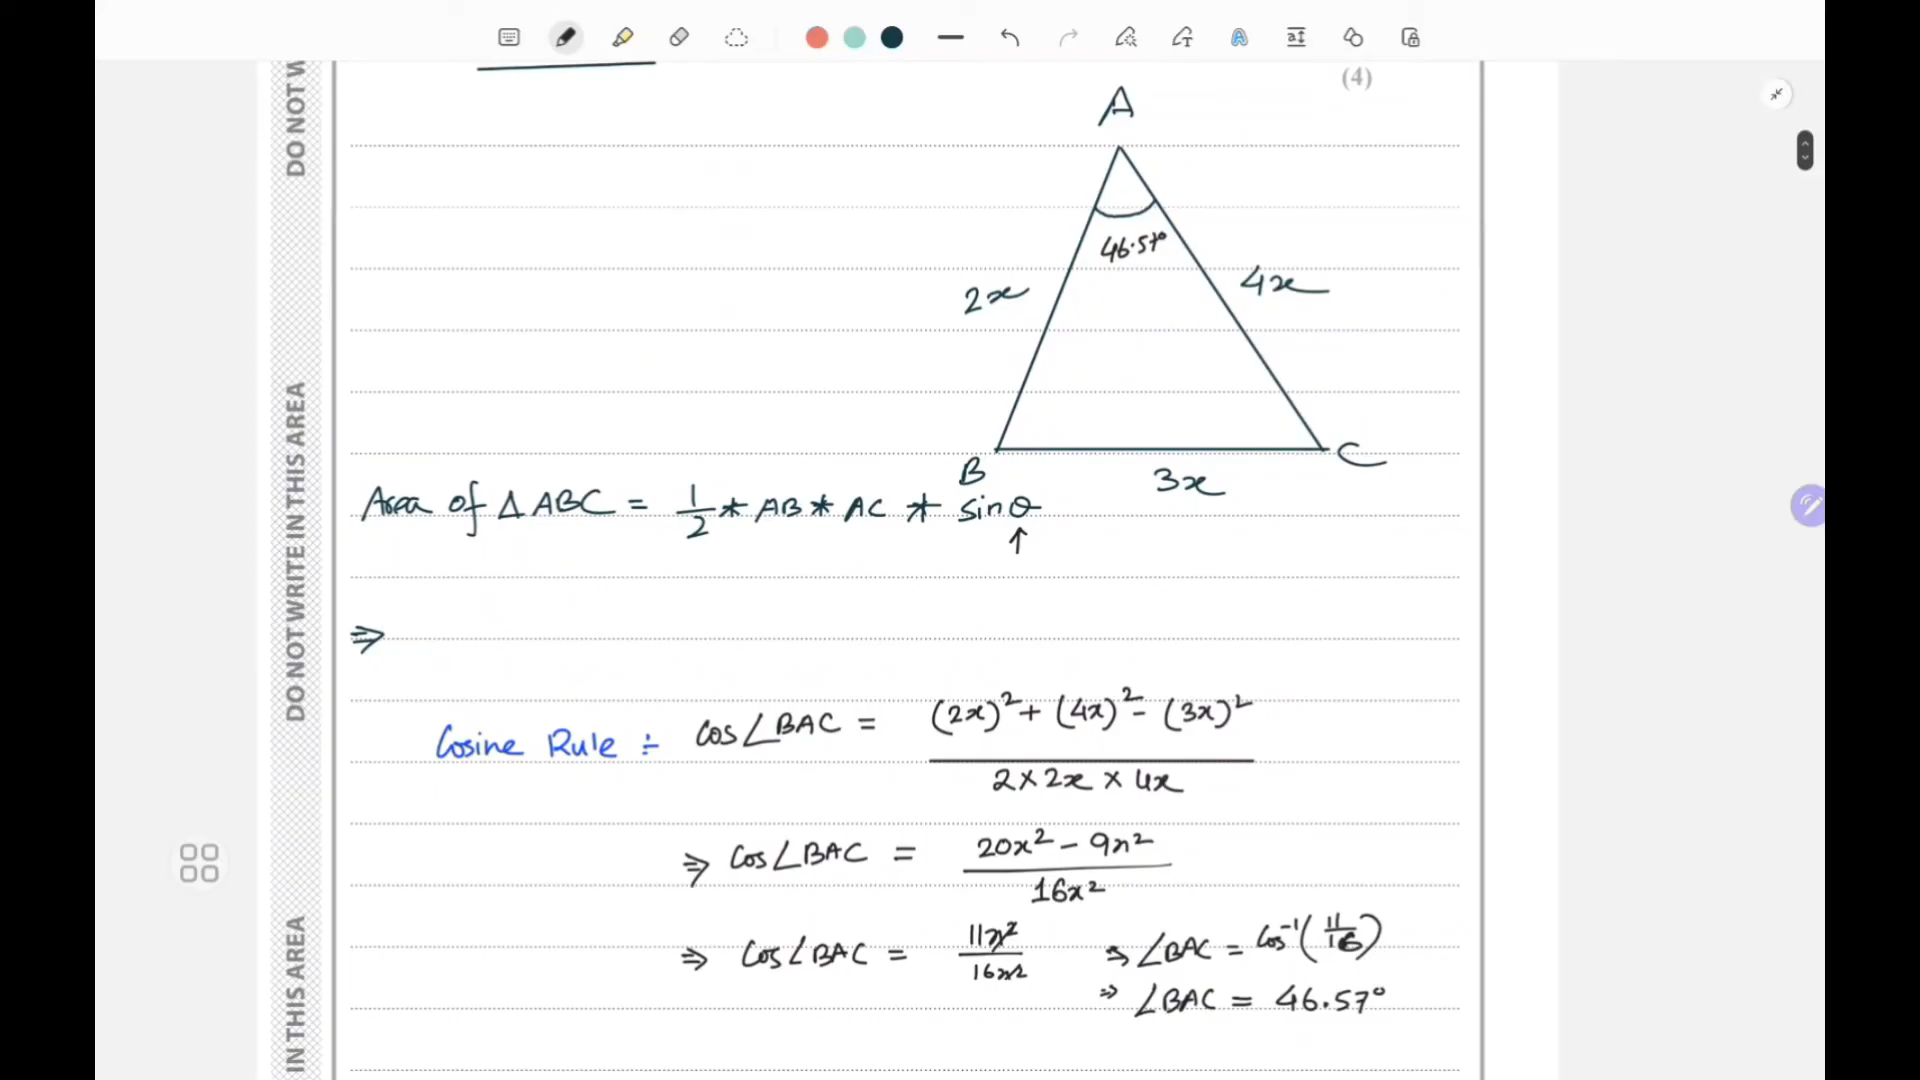 DO NOT W
DO NOT WRITE IN THIS AREA
IN THIS AREA
(4)
A
46.57°
2x
4x
B
C
3x
Area of △ABC = 1/2 * AB * AC * sin θ
↑
⇒
Cosine Rule ÷ Cos∠BAC = (2x)² + (4x)² - (3x)² / 2 × 2x × 4x
⇒ Cos∠BAC = 20x² - 9x² / 16x²
⇒ Cos∠BAC = 11x² / 16x² ⇒ ∠BAC = Cos⁻¹(11/16)
⇒ ∠BAC = 46.57°